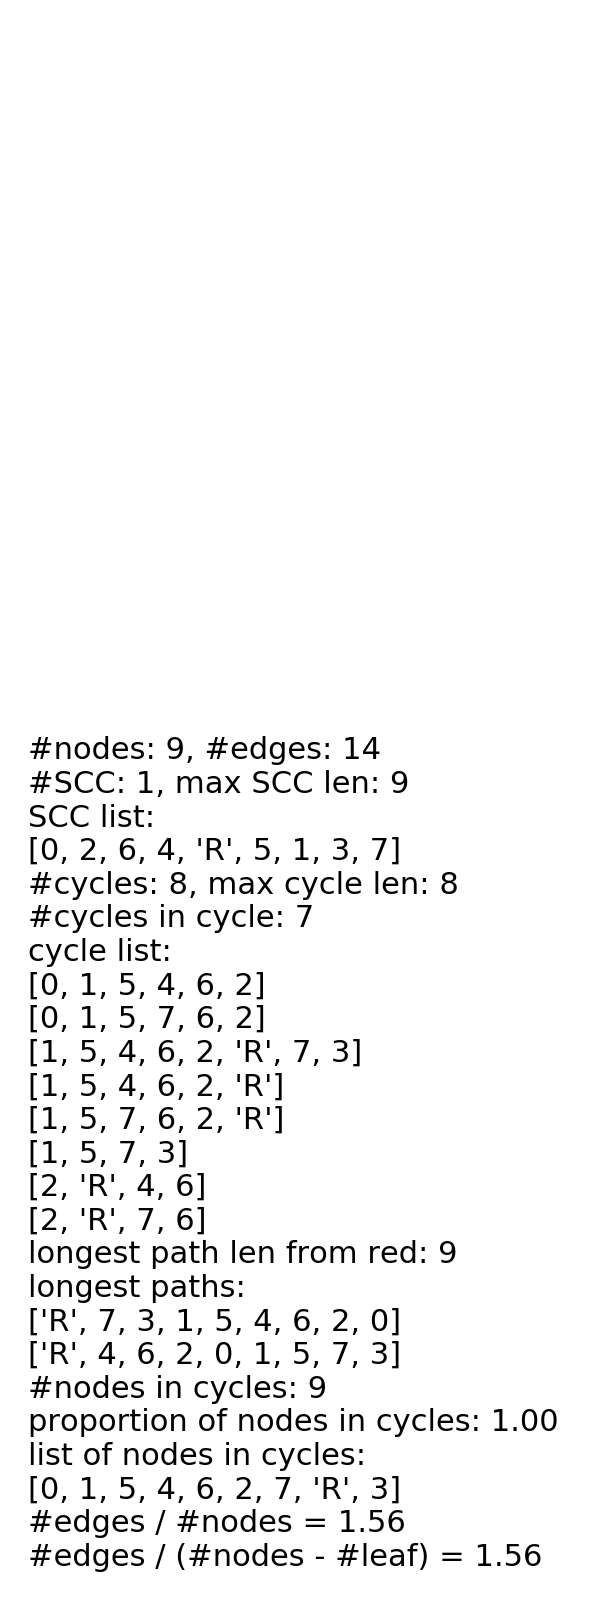 #nodes: 9, #edges: 14
#SCC: 1, max SCC len: 9
SCC list:
[0, 2, 6, 4, 'R', 5, 1, 3, 7]
#cycles: 8, max cycle len: 8
#cycles in cycle: 7
cycle list:
[0, 1, 5, 4, 6, 2]
[0, 1, 5, 7, 6, 2]
[1, 5, 4, 6, 2, 'R', 7, 3]
[1, 5, 4, 6, 2, 'R']
[1, 5, 7, 6, 2, 'R']
[1, 5, 7, 3]
[2, 'R', 4, 6]
[2, 'R', 7, 6]
longest path len from red: 9
longest paths:
['R', 7, 3, 1, 5, 4, 6, 2, 0]
['R', 4, 6, 2, 0, 1, 5, 7, 3]
#nodes in cycles: 9
proportion of nodes in cycles: 1.00
list of nodes in cycles:
[0, 1, 5, 4, 6, 2, 7, 'R', 3]
#edges / #nodes = 1.56
#edges / (#nodes - #leaf) = 1.56